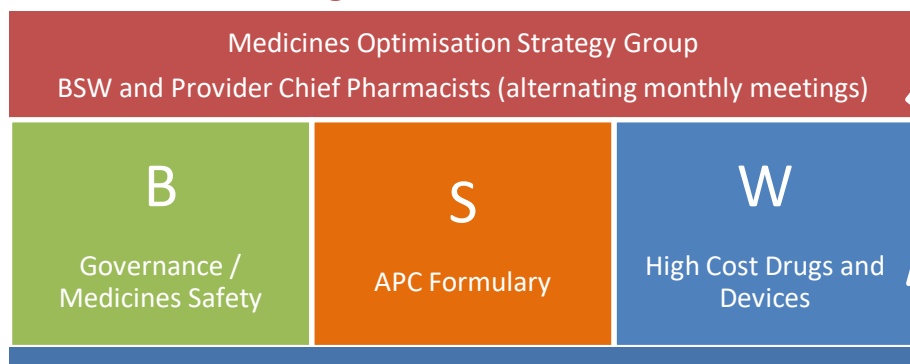 Medicines Optimisation Strategy Group
BSW and Provider Chief Pharmacists (alternating monthly meetings)
B
Governance /
Medicines Safety
S
APC Formulary
W
High Cost Drugs and
Devices